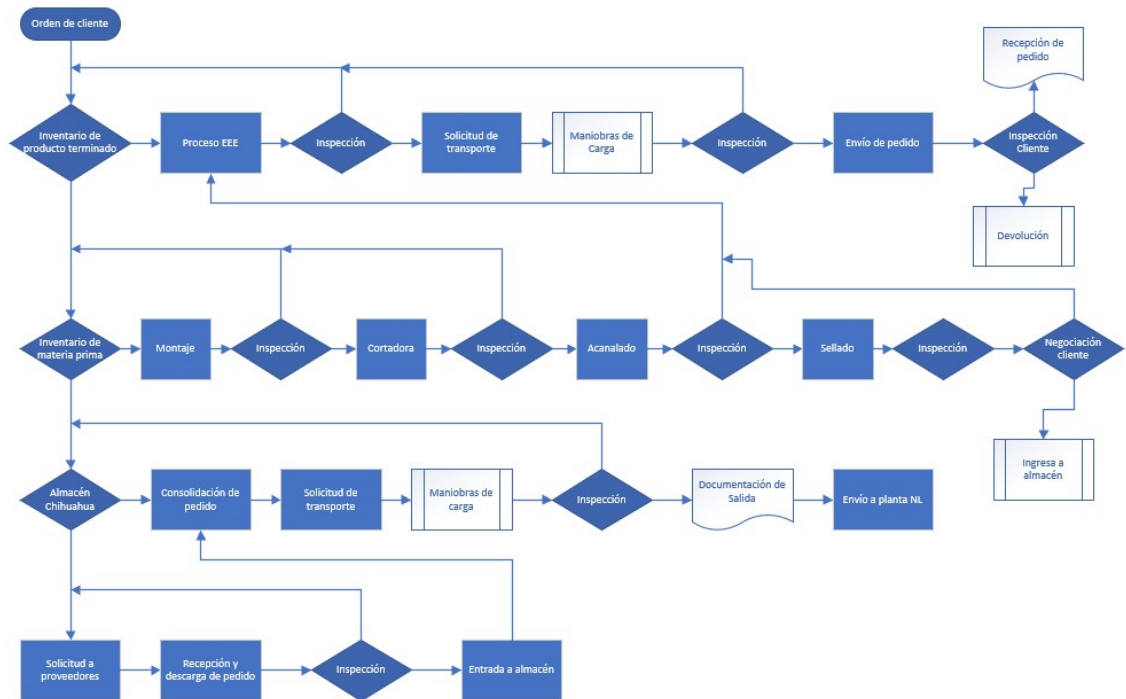 Orden de cliente
Recepción de
pedido
Inventario de
producto terminado
Proceso EEE
Inspección
Solicitud de
transporte
Maniobras de
Carga
Inspección
Envío de pedido
Inspección
Cliente
Devolución
Inventario de
materia prima
Montaje
Inspección
Cortadora
Inspección
Acanalado
Inspección
Sellado
Inspección
Negociación
cliente
Ingresa a
almacén
Almacén
Chihuahua
Consolidación de
pedido
Solicitud de
transporte
Maniobras de
carga
Inspección
Documentación de
Salida
Envío a planta NL
Solicitud a
proveedores
Recepción y
descarga de pedido
Inspección
Entrada a almacén